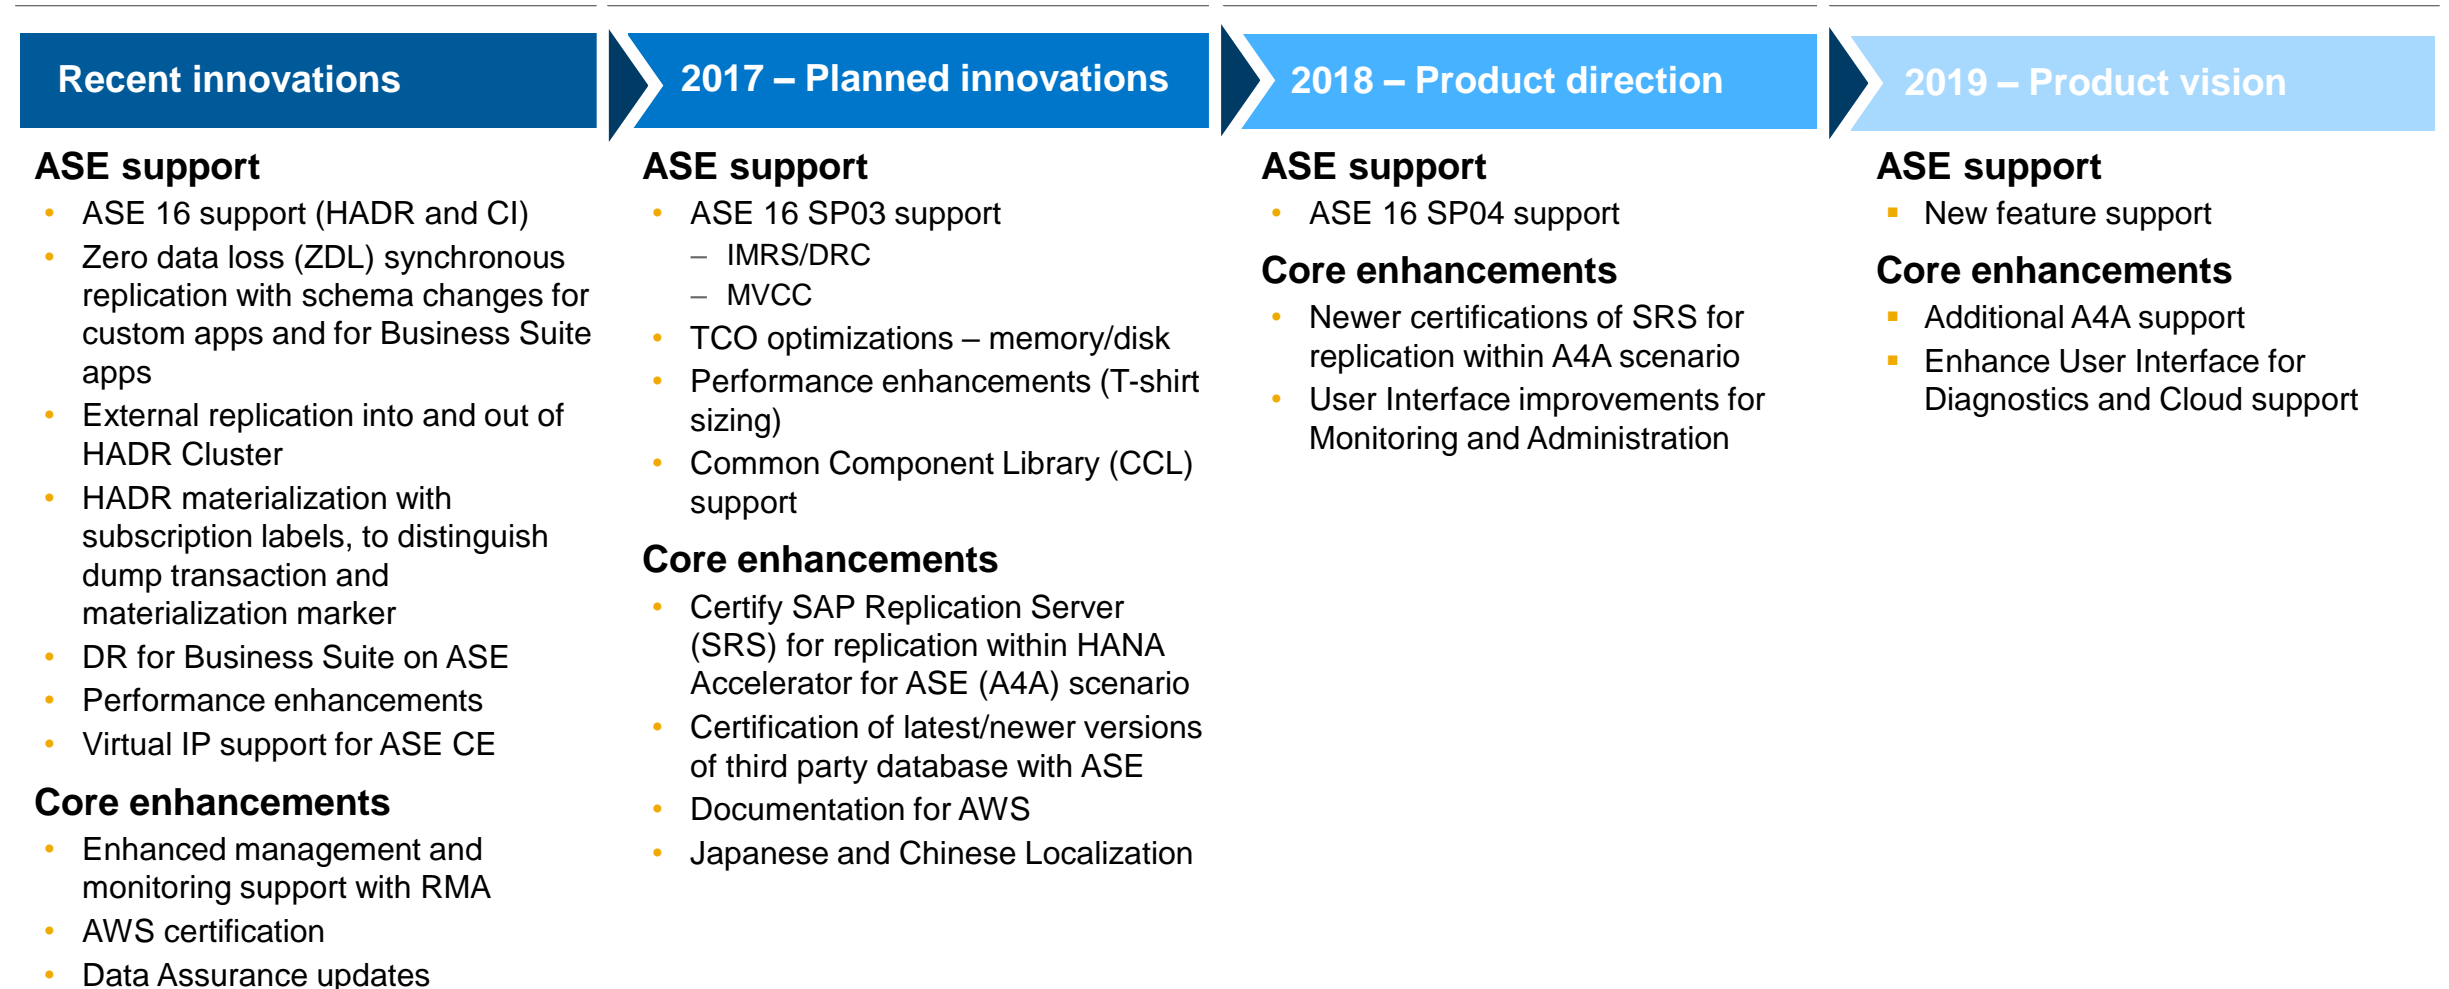 Recent innovations
ASE support
• ASE 16 support (HADR and CI)
• Zero data loss (ZDL) synchronous
replication with schema changes for
custom apps and for Business Suite
apps
• External replication into and out of
HADR Cluster
• HADR materialization with
subscription labels, to distinguish
dump transaction and
materialization marker
• DR for Business Suite on ASE
• Performance enhancements
• Virtual IP support for ASE CE
Core enhancements
• Enhanced management and
monitoring support with RMA
• AWS certification
• Data Assurance updates
2017 – Planned innovations
ASE support
• ASE 16 SP03 support
– IMRS/DRC
– MVCC
• TCO optimizations – memory/disk
• Performance enhancements (T-shirt
sizing)
• Common Component Library (CCL)
support
Core enhancements
• Certify SAP Replication Server
(SRS) for replication within HANA
Accelerator for ASE (A4A) scenario
• Certification of latest/newer versions
of third party database with ASE
• Documentation for AWS
• Japanese and Chinese Localization
2018 – Product direction
ASE support
• ASE 16 SP04 support
Core enhancements
• Newer certifications of SRS for
replication within A4A scenario
• User Interface improvements for
Monitoring and Administration
2019 – Product vision
ASE support
▪ New feature support
Core enhancements
▪ Additional A4A support
▪ Enhance User Interface for
Diagnostics and Cloud support